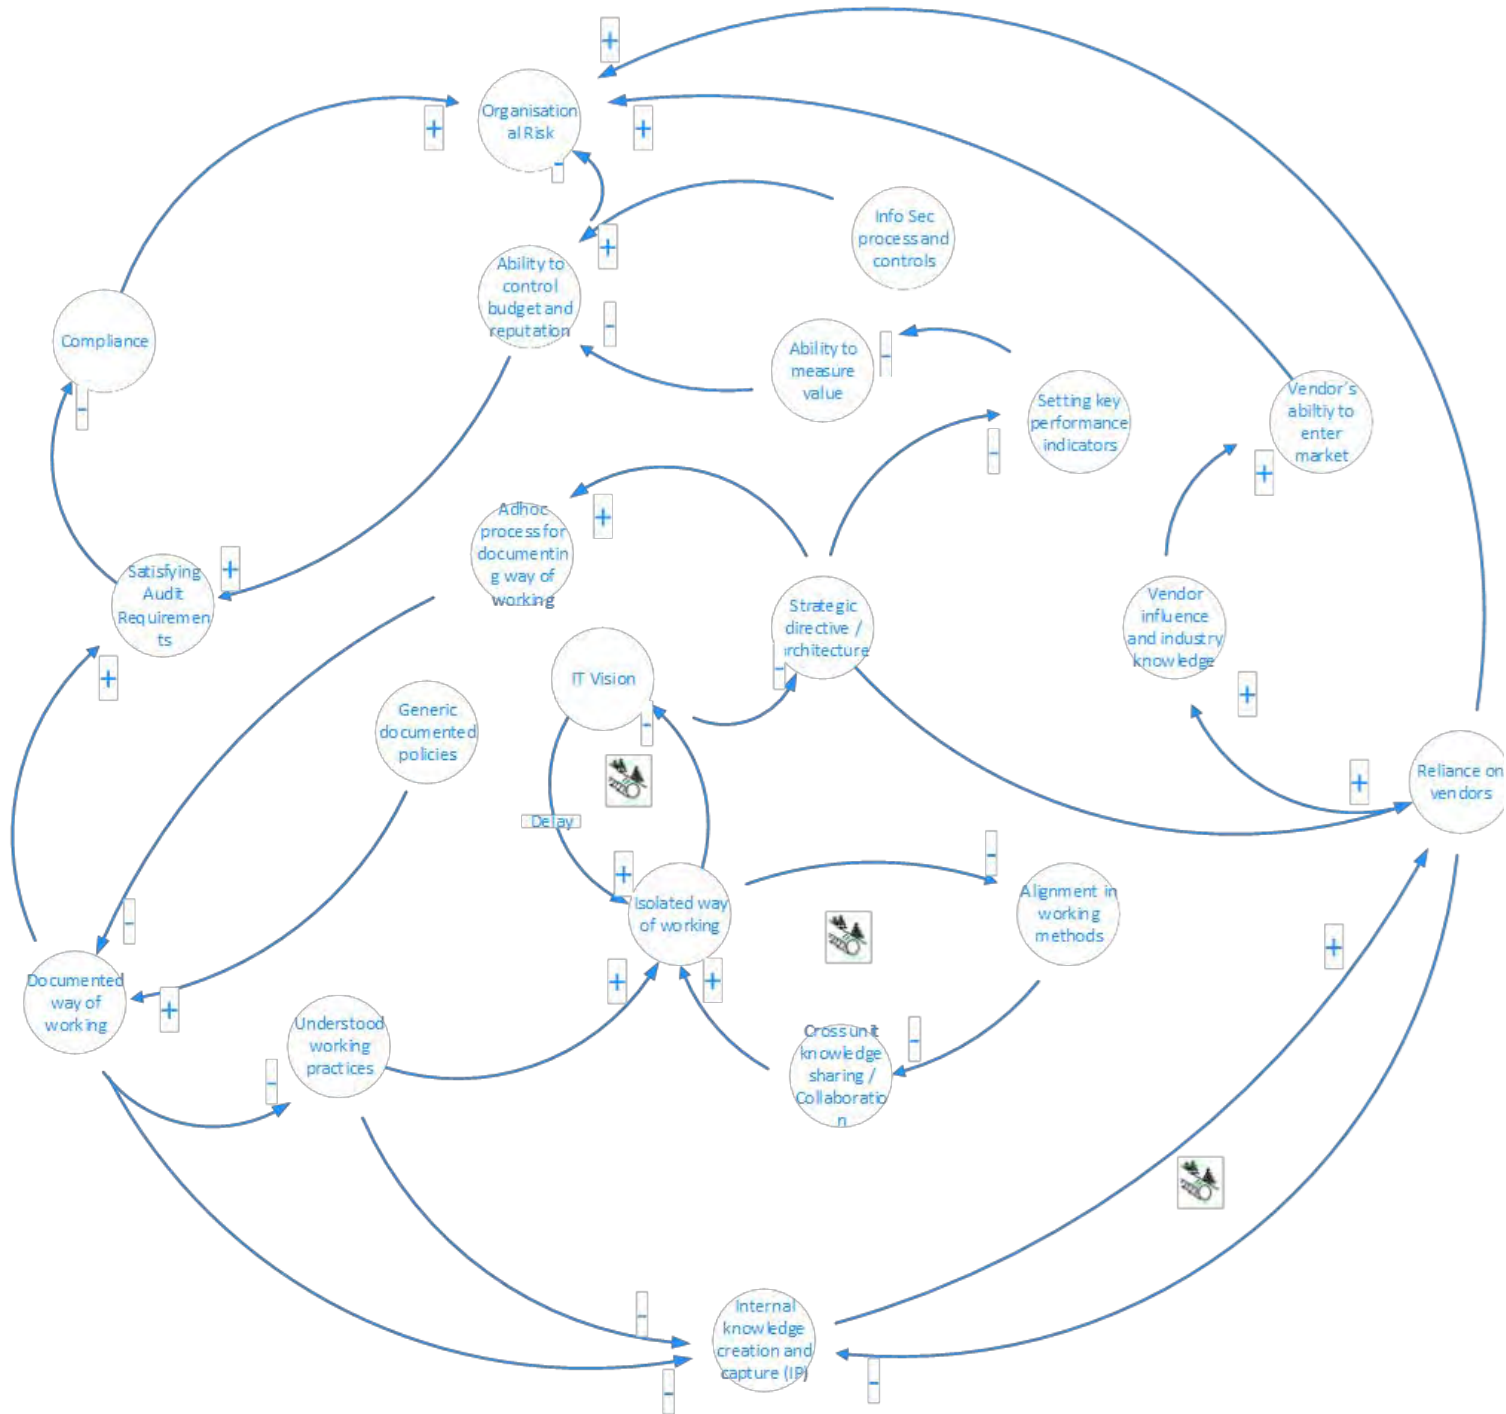 +
Organisation
al Risk
+
+
-
Info Sec
process and
controls
+
Ability to
control
budget and
reputation
-
Compliance
-
Ability to
measure
value
-
Setting key
performance
indicators
-
Vendor's
abiltiy to
enter
market
+
Adhoc
process for
documentin
g way of
working
+
Satisfying
Audit
Requiremen
ts
+
+
Strategic
directive /
rchitecture
-
Vendor
influence
and industry
knowledge
+
IT Vision
-
Generic
documented
policies
Reliance on
vendors
+
Delay
+
Isolated way
of working
-
Alignment in
working
methods
-
+
Documented
way of
working
+
+
+
Understood
working
practices
-
Cross unit
knowledge
sharing /
Collaboratio
n
-
Internal
knowledge
creation and
capture (IP)
-
-
-